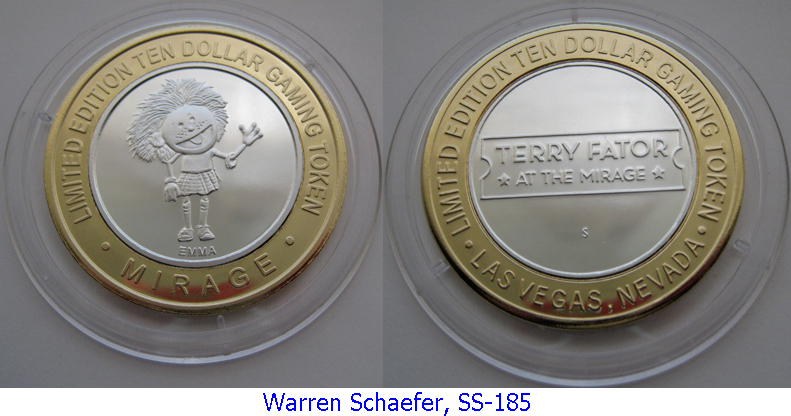 LIMITED EDITION TEN DOLLAR GAMING TOKEN
EMMA
• MIRAGE •
LIMITED EDITION TEN DOLLAR GAMING TOKEN
TERRY FATOR
★ AT THE MIRAGE ★
S
• LAS VEGAS, NEVADA •
Warren Schaefer, SS-185